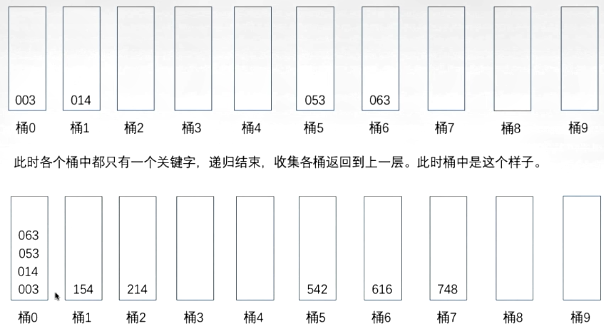 003 014 053 063
桶0 桶1 桶2 桶3 桶4 桶5 桶6 桶7 桶8 桶9
此时各个桶中都只有一个关键字，递归结束，收集各桶返回到上一层。此时桶中是这个样子。
063
053
014
003 154 214 542 616 748
桶0 桶1 桶2 桶3 桶4 桶5 桶6 桶7 桶8 桶9